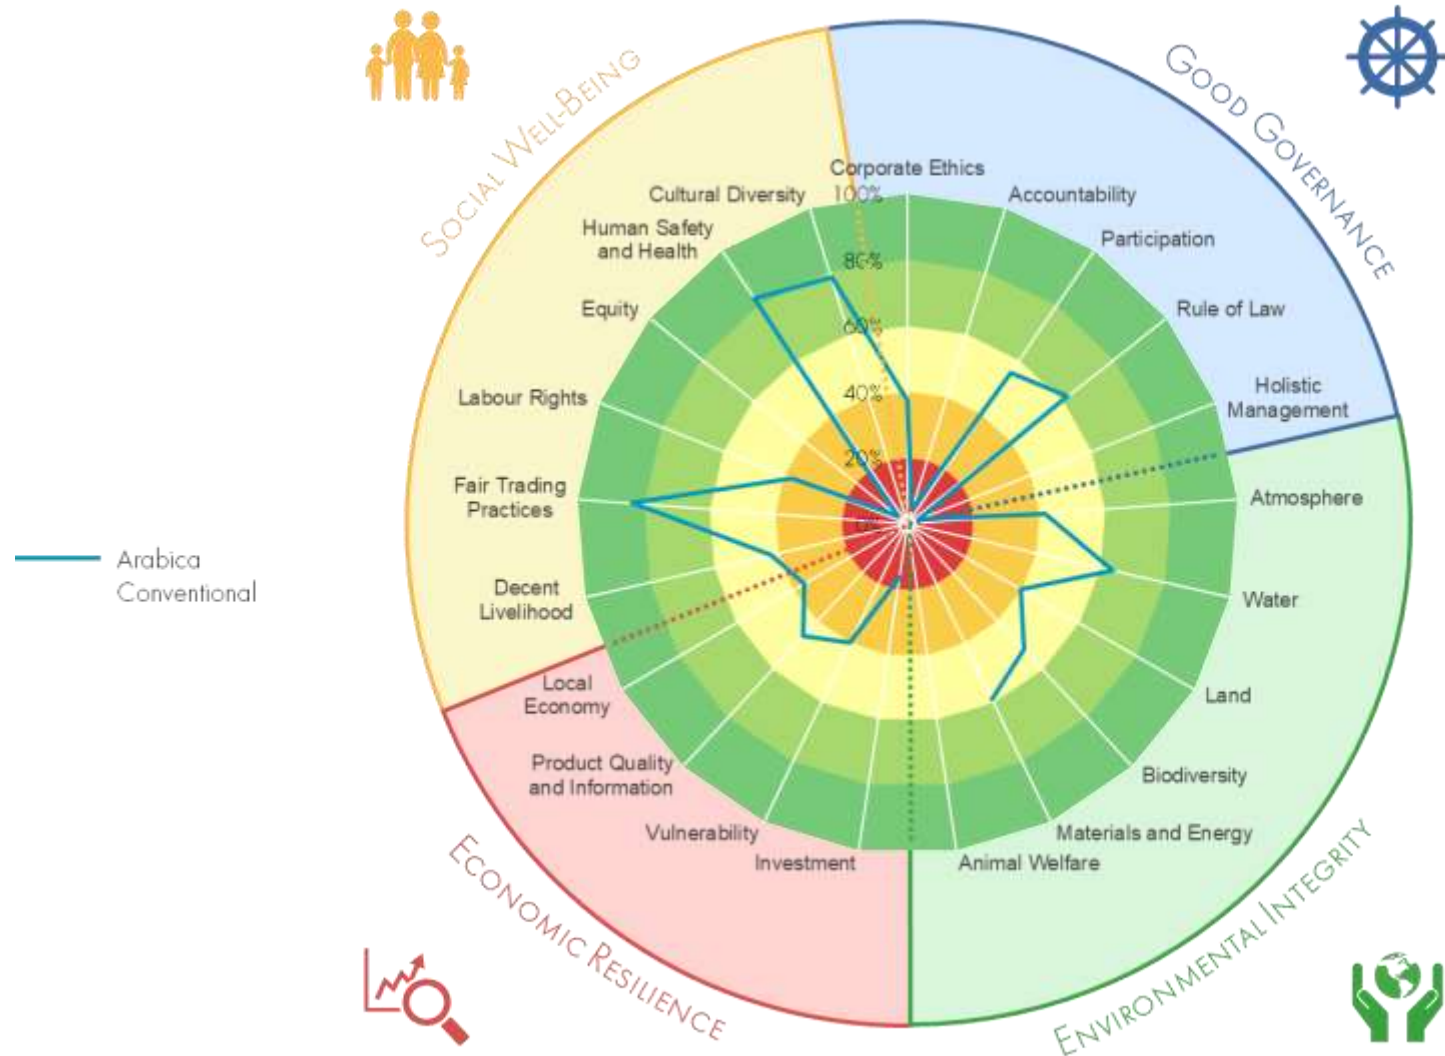 SOCIAL WELL-BEING
GOOD GOVERNANCE
Corporate Ethics
Cultural Diversity
100%
Accountability
Human Safety
and Health
Participation
80%
Equity
60%
Rule of Law
Labour Rights
40%
Holistic
Management
20%
Fair Trading
Practices
Atmosphere
0%
Arabica
Conventional
Decent
Livelihood
Water
Local
Economy
Land
Product Quality
and Information
Biodiversity
Vulnerability
Materials and Energy
Investment
Animal Welfare
ECONOMIC RESILIENCE
ENVIRONMENTAL INTEGRITY